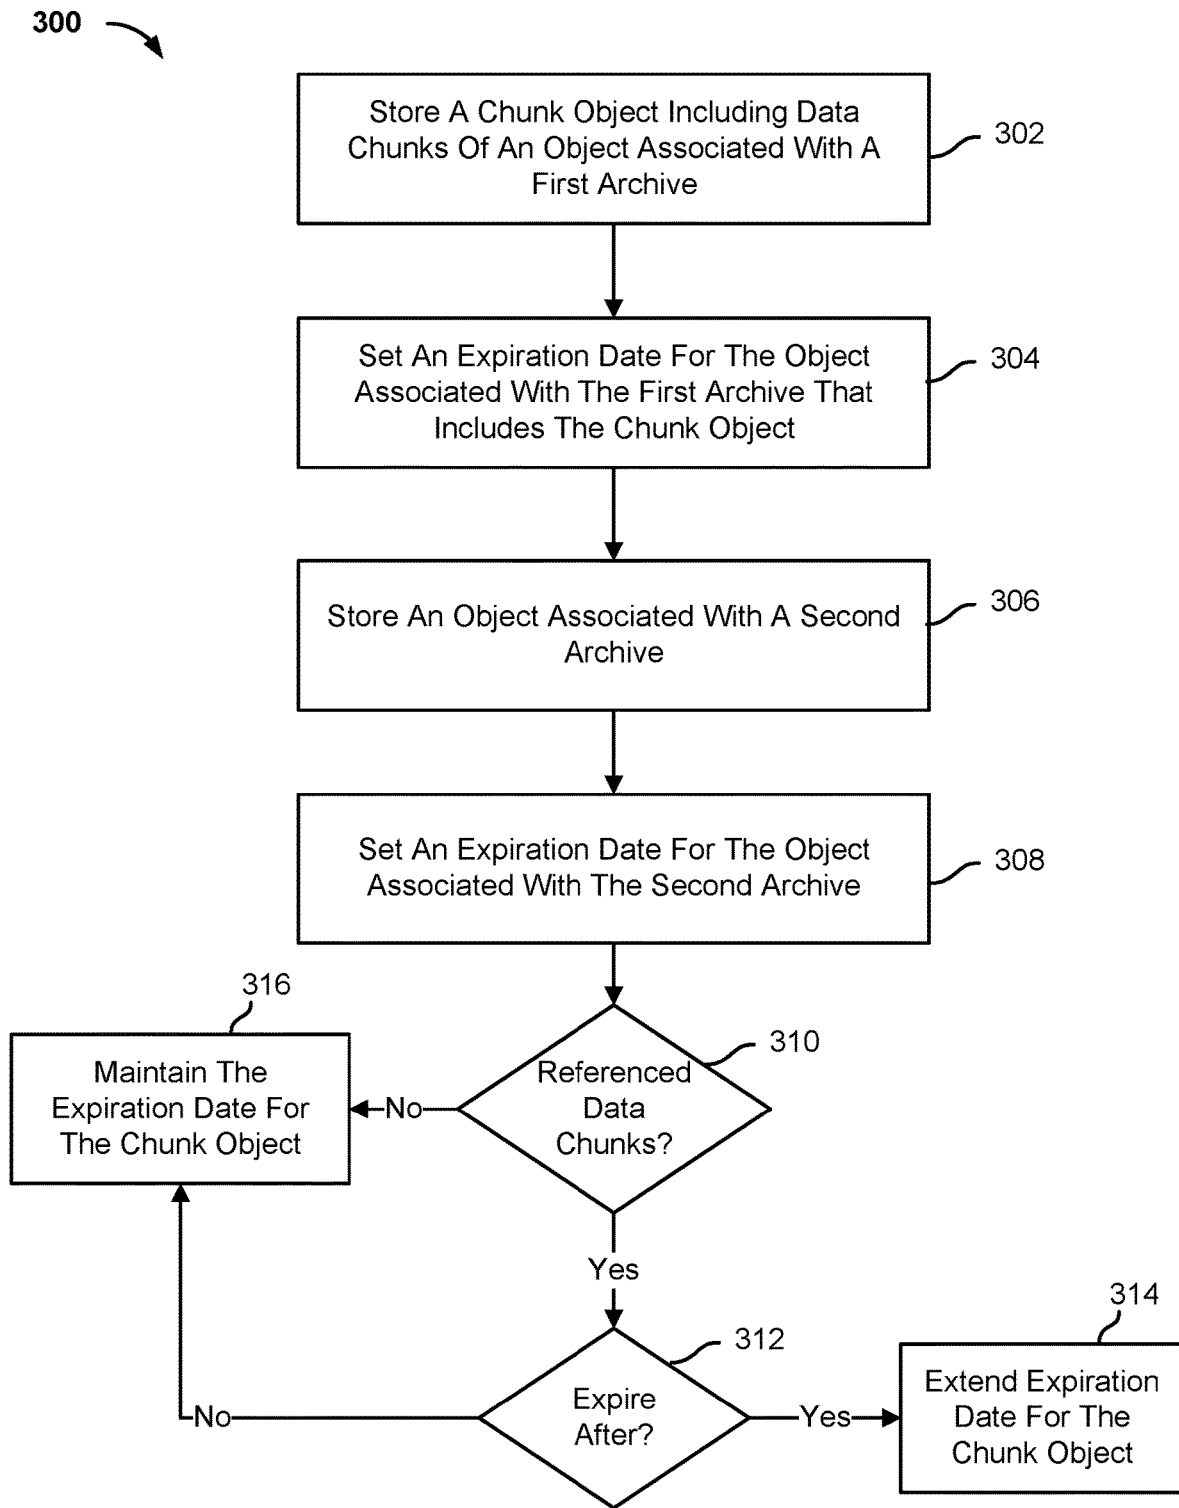 300
Store A Chunk Object Including Data
Chunks Of An Object Associated With A
First Archive
302
Set An Expiration Date For The Object
Associated With The First Archive That
Includes The Chunk Object
304
Store An Object Associated With A Second
Archive
306
Set An Expiration Date For The Object
Associated With The Second Archive
308
316
Maintain The
Expiration Date For
The Chunk Object
No
310
Referenced
Data
Chunks?
Yes
312
Expire
After?
No
Yes
314
Extend Expiration
Date For The
Chunk Object